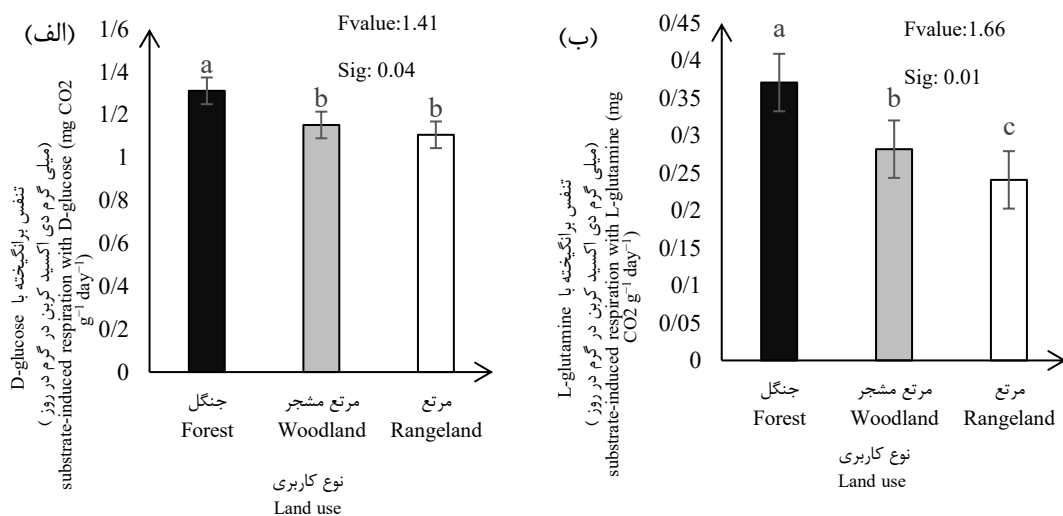 (الف)
Fvalue:1.41
Sig: 0.04
تنفس برانگیخته با D-glucose
(میلی گرم دی اکسید کربن در گرم در روز)
substrate-induced respiration with D-glucose (mg CO2
g⁻¹ day⁻¹)
1/6
1/4
1/2
1
0/8
0/6
0/4
0/2
0
a
b
b
جنگل
مرتع مشجر
مرتع
Forest
Woodland
Rangeland
نوع کاربری
Land use
(ب)
Fvalue:1.66
Sig: 0.01
تنفس برانگیخته با L-glutamine
(میلی گرم دی اکسید کربن در گرم در روز)
substrate-induced respiration with L-glutamine (mg
CO2 g⁻¹ day⁻¹)
0/45
0/4
0/35
0/3
0/25
0/2
0/15
0/1
0/05
0
a
b
c
جنگل
مرتع مشجر
مرتع
Forest
Woodland
Rangeland
نوع کاربری
Land use